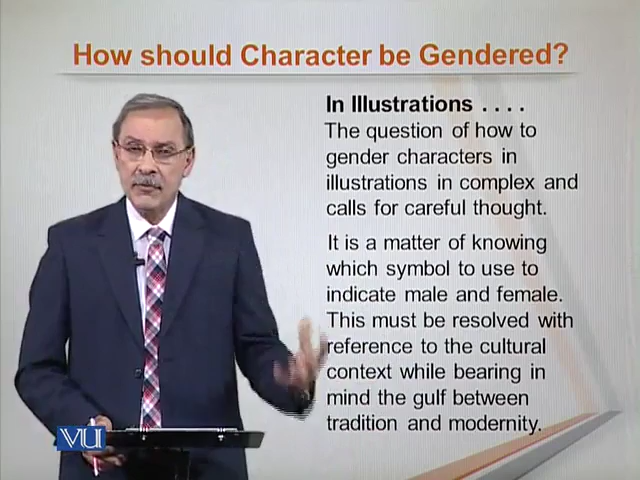 How should Character be Gendered?
In Illustrations . . . .
The question of how to
gender characters in
illustrations in complex and
calls for careful thought.
It is a matter of knowing
which symbol to use to
indicate male and female.
This must be resolved with
reference to the cultural
context while bearing in
mind the gulf between
tradition and modernity.
VU